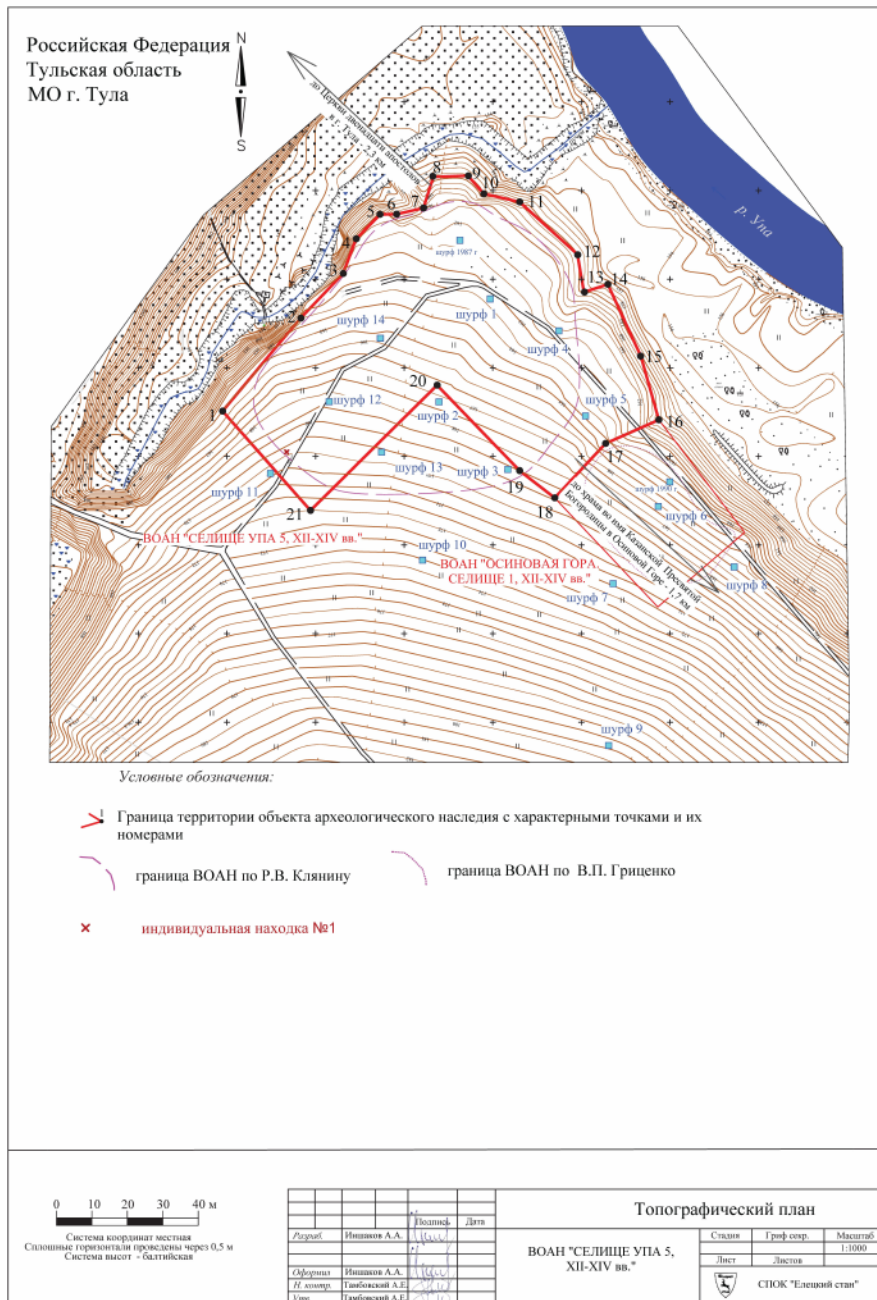 Российская Федерация
Тульская область
МО г. Тула
N
S
до Церкви двенадцати апостолов
в г. Тула - 2,3 км
р. Упа
8
9
10
7
11
5
6
4
12
3
13
14
2
15
1
20
16
17
19
18
21
шурф 1987 г
шурф 1
шурф 14
шурф 4
шурф 12
шурф 2
шурф 5
шурф 13
шурф 3
шурф 11
шурф 1990 г
шурф 6
до храма во имя Казанской Пресвятой
Богородицы в Осиновой Горе - 1,7 км
ВОАН "СЕЛИЩЕ УПА 5, XII-XIV вв."
шурф 10
ВОАН "ОСИНОВАЯ ГОРА.
СЕЛИЩЕ 1, XII-XIV вв."
шурф 7
шурф 8
шурф 9
Условные обозначения:
1
Граница территории объекта археологического наследия с характерными точками и их
номерами
граница ВОАН по Р.В. Клянину
граница ВОАН по В.П. Гриценко
индивидуальная находка №1
0 10 20 30 40 м
Система координат местная
Сплошные горизонтали проведены через 0,5 м
Система высот - балтийская
Подпись Дата
Разраб. Иншаков А.А.
Оформил Иншаков А.А.
Н. контр. Тамбовский А.Е.
Утв. Тамбовский А.Е.
Топографический план
ВОАН "СЕЛИЩЕ УПА 5,
XII-XIV вв."
Стадия Гриф секр. Масштаб
1:1000
Лист Листов
СПОК "Елецкий стан"